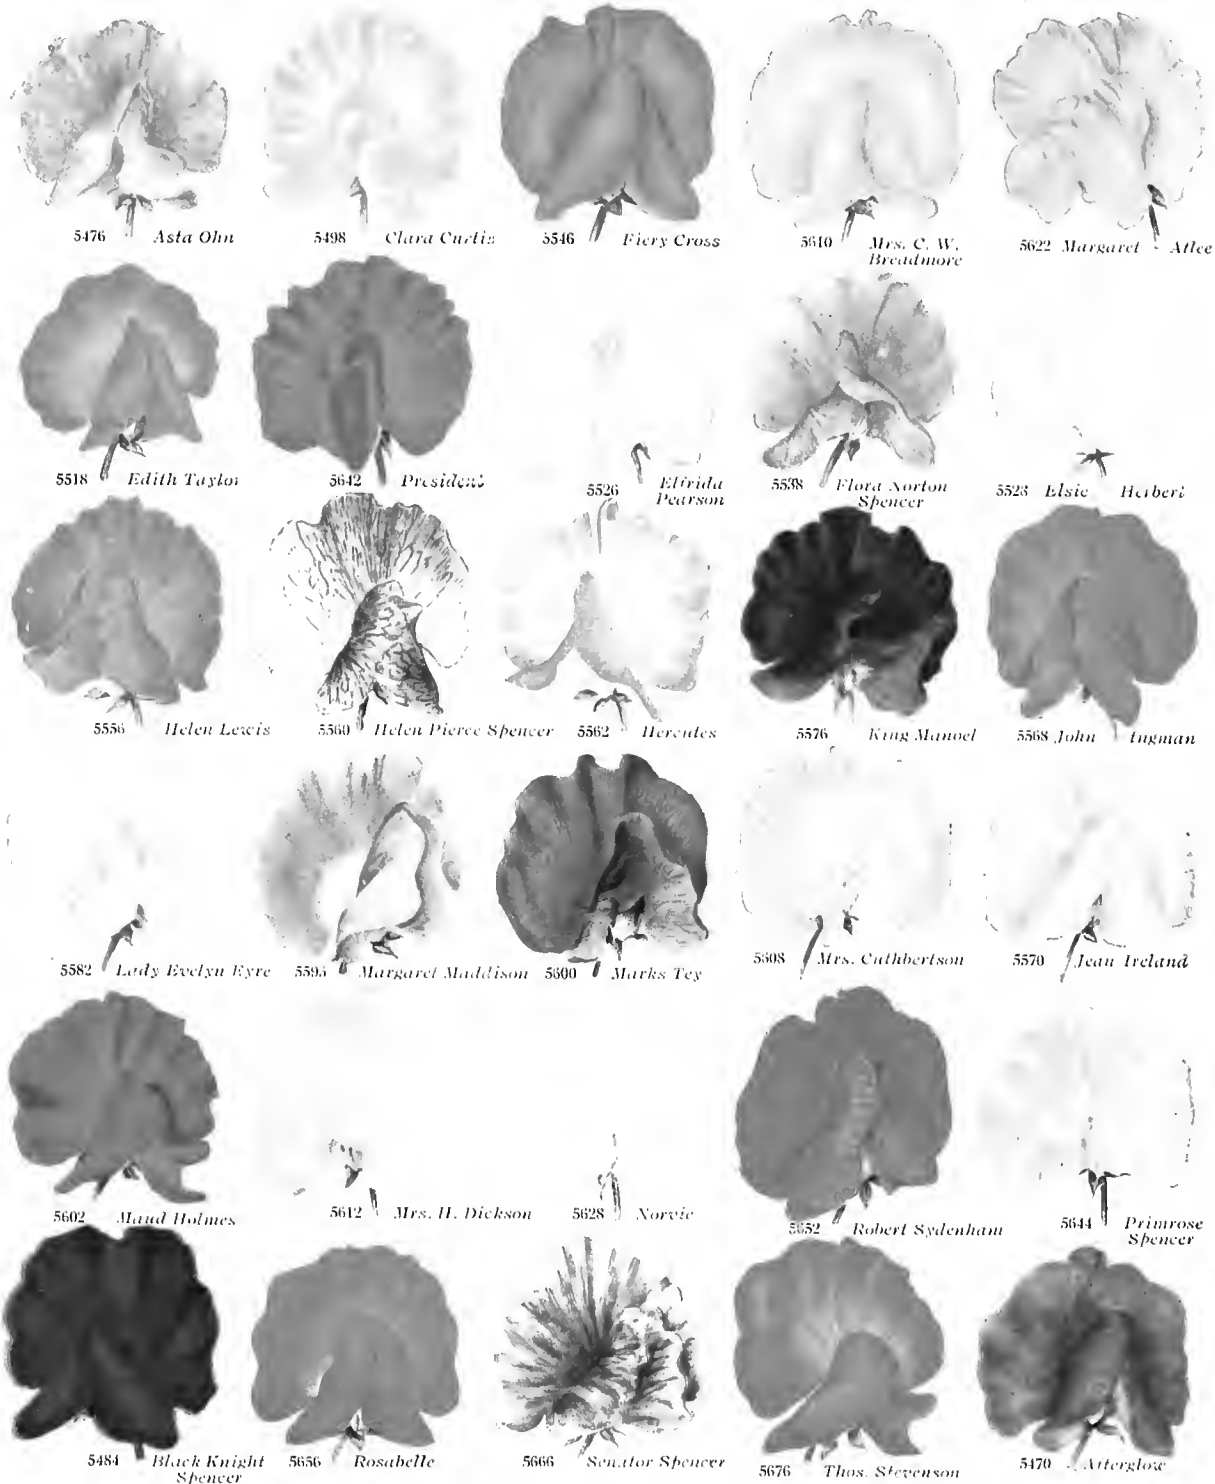 5476 Asta Ohn
5498 Clara Curtis
5546 Fiery Cross
5610 Mrs. C. W.
Breadmore
5622 Margaret Atlee
5518 Edith Taylor
5642 President
5526 Elfrida
Pearson
5538 Flora Norton
Spencer
5523 Elsie Herbert
5556 Helen Lewis
5560 Helen Pierce Spencer
5562 Hercules
5576 King Manoel
5568 John Ingman
5582 Lady Evelyn Eyre
5595 Margaret Maddison
5600 Marks Tey
5608 Mrs. Cuthbertson
5570 Jean Ireland
5602 Maud Holmes
5612 Mrs. H. Dickson
5628 Norvic
5652 Robert Sydenham
5644 Primrose
Spencer
5484 Black Knight
Spencer
5656 Rosabelle
5666 Senator Spencer
5676 Thos. Stevenson
5470 Afterglow